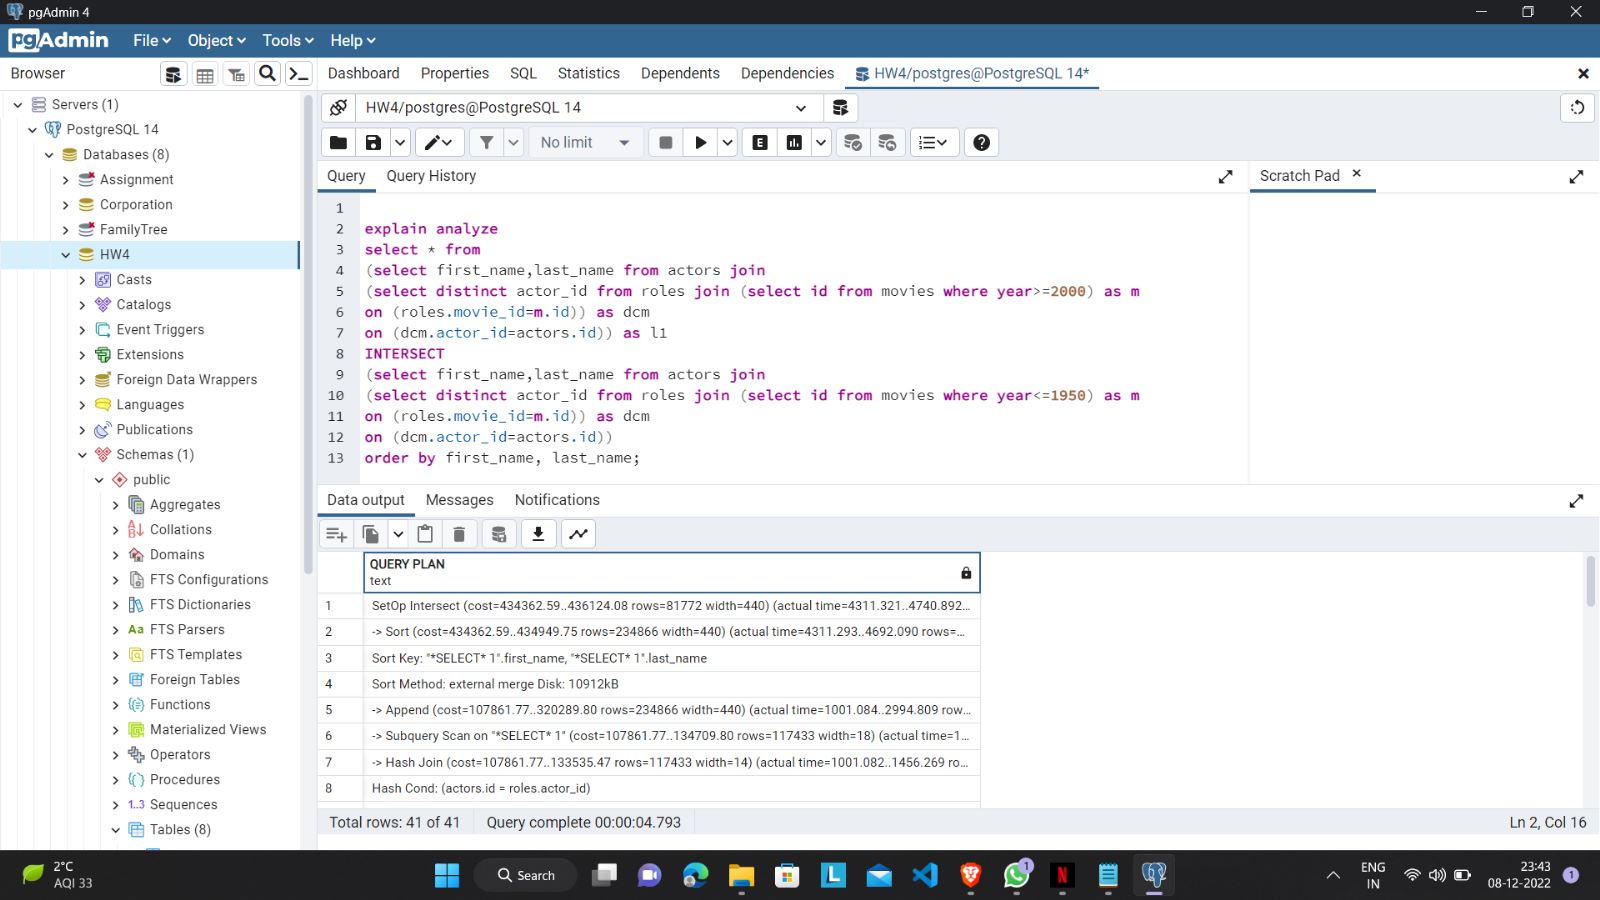 pgAdmin 4
pgAdmin File Object Tools Help
Browser
Dashboard Properties SQL Statistics Dependents Dependencies HW4/postgres@PostgreSQL 14*
Servers (1)
PostgreSQL 14
Databases (8)
Assignment
Corporation
FamilyTree
HW4
Casts
Catalogs
Event Triggers
Extensions
Foreign Data Wrappers
Languages
Publications
Schemas (1)
public
Aggregates
Collations
Domains
FTS Configurations
FTS Dictionaries
Aa FTS Parsers
FTS Templates
Foreign Tables
Functions
Materialized Views
Operators
Procedures
1..3 Sequences
Tables (8)
HW4/postgres@PostgreSQL 14
No limit
E
Query Query History
Scratch Pad
1
2 explain analyze
3 select * from
4 (select first_name,last_name from actors join
5 (select distinct actor_id from roles join (select id from movies where year>=2000) as m
6 on (roles.movie_id=m.id)) as dcm
7 on (dcm.actor_id=actors.id)) as l1
8 INTERSECT
9 (select first_name,last_name from actors join
10 (select distinct actor_id from roles join (select id from movies where year<=1950) as m
11 on (roles.movie_id=m.id)) as dcm
12 on (dcm.actor_id=actors.id))
13 order by first_name, last_name;
Data output Messages Notifications
QUERY PLAN
text
1 SetOp Intersect (cost=434362.59..436124.08 rows=81772 width=440) (actual time=4311.321..4740.892...
2 -> Sort (cost=434362.59..434949.75 rows=234866 width=440) (actual time=4311.293..4692.090 rows=...
3 Sort Key: "*SELECT* 1".first_name, "*SELECT* 1".last_name
4 Sort Method: external merge Disk: 10912kB
5 -> Append (cost=107861.77..320289.80 rows=234866 width=440) (actual time=1001.084..2994.809 row...
6 -> Subquery Scan on "*SELECT* 1" (cost=107861.77..134709.80 rows=117433 width=18) (actual time=1...
7 -> Hash Join (cost=107861.77..133535.47 rows=117433 width=14) (actual time=1001.082..1456.269 ro...
8 Hash Cond: (actors.id = roles.actor_id)
Total rows: 41 of 41 Query complete 00:00:04.793 Ln 2, Col 16
2°C
AQI 33
Search
L
1
N
ENG
IN
23:43
08-12-2022
1